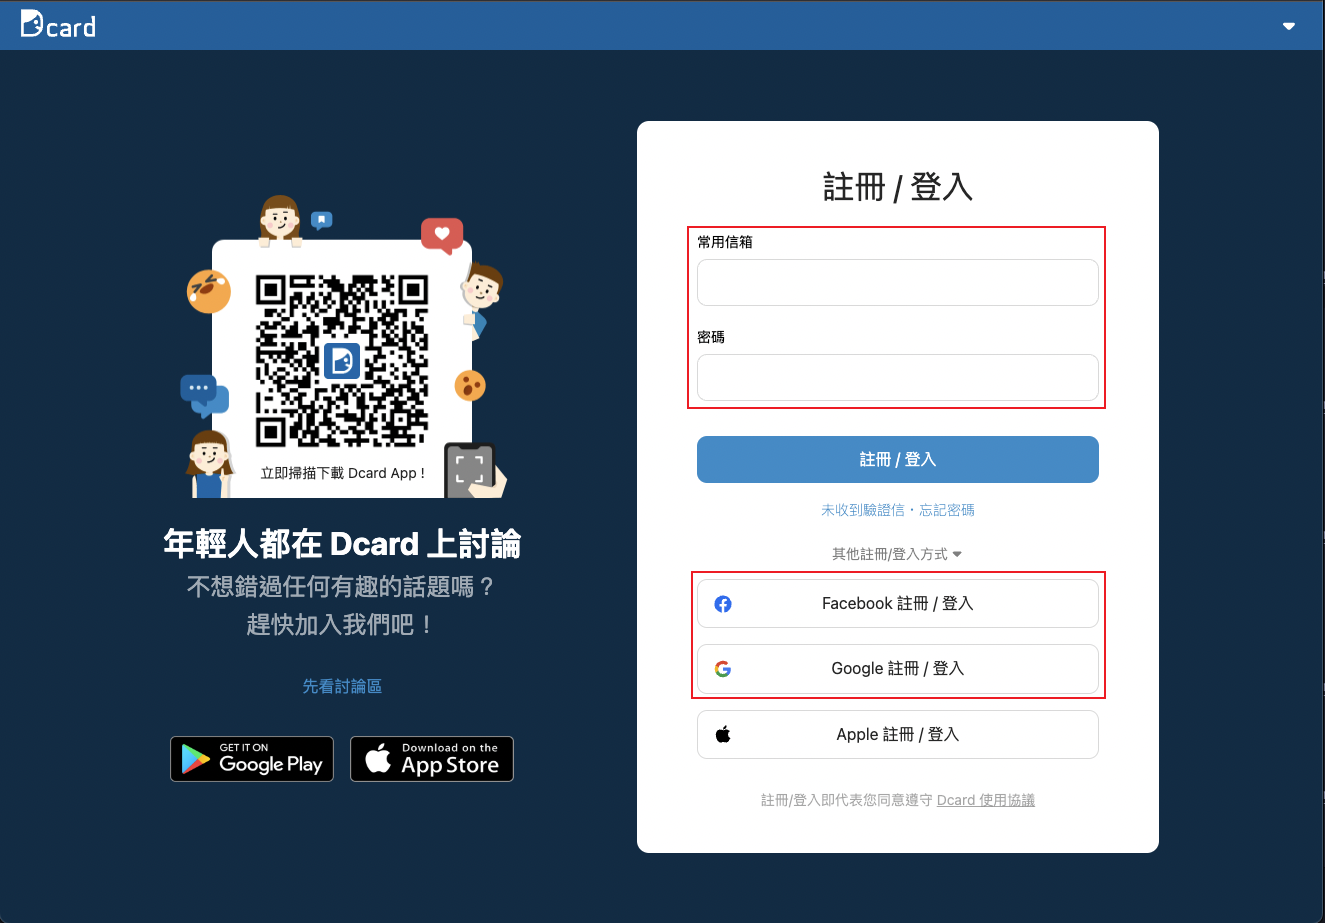 Dcard
立即掃描下載 Dcard App！
年輕人都在 Dcard 上討論
不想錯過任何有趣的話題嗎？
趕快加入我們吧！
先看討論區
GET IT ON
Google Play
Download on the
App Store
註冊 / 登入
常用信箱
密碼
註冊 / 登入
未收到驗證信・忘記密碼
其他註冊/登入方式
Facebook 註冊 / 登入
Google 註冊 / 登入
Apple 註冊 / 登入
註冊/登入即代表您同意遵守 Dcard 使用協議